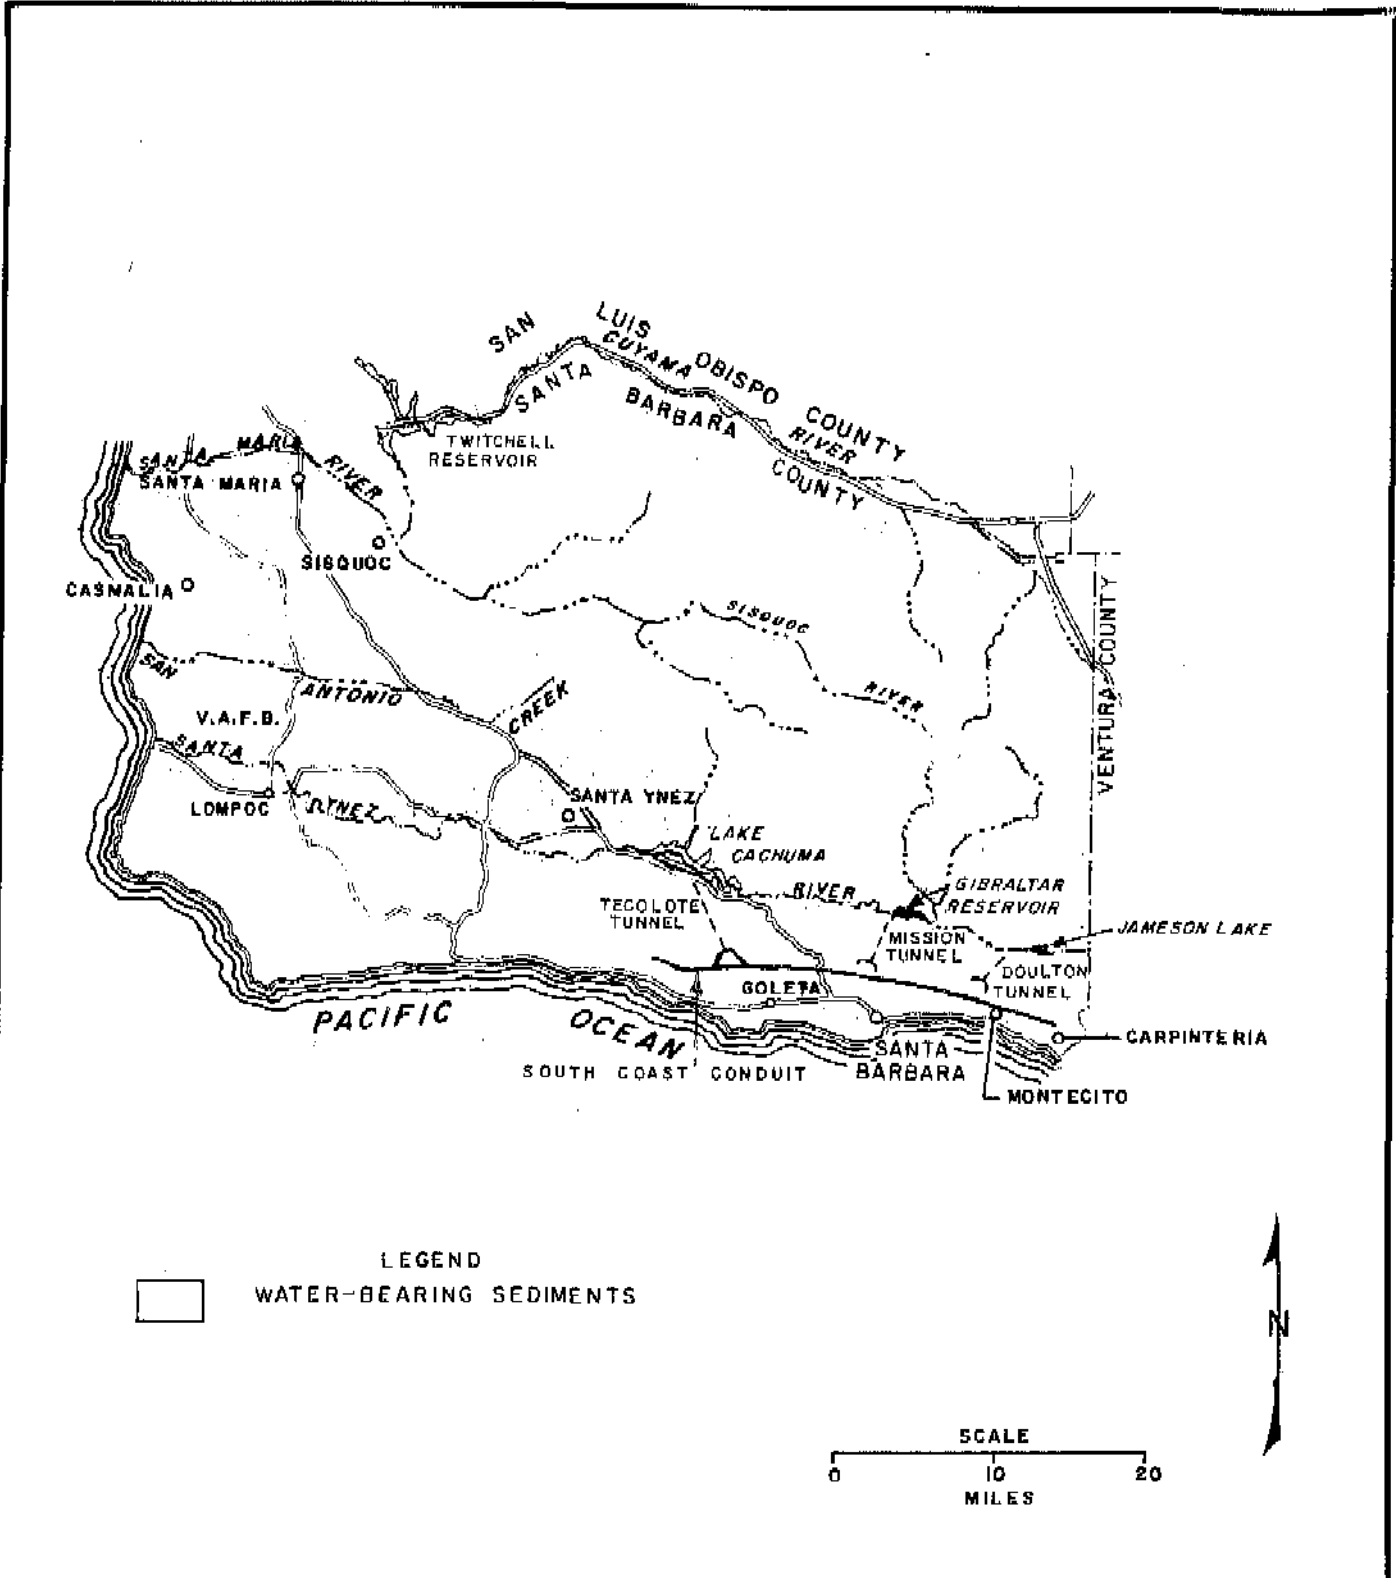 SAN LUIS OBISPO COUNTY
CUYAMA RIVER
SANTA BARBARA COUNTY
TWITCHELL
RESERVOIR
SANTA MARIA RIVER
SANTA MARIA
SISQUOC
CASMALIA
SISQUOC RIVER
VENTURA COUNTY
SAN ANTONIO CREEK
V.A.F.B.
SANTA YNEZ RIVER
LOMPOC
SANTA YNEZ
LAKE
CACHUMA
GIBRALTAR
RESERVOIR
TECOLOTE
TUNNEL
MISSION
TUNNEL
JAMESON LAKE
DOULTON
TUNNEL
GOLETA
PACIFIC OCEAN
SANTA
BARBARA
CARPINTERIA
SOUTH COAST CONDUIT
MONTECITO
LEGEND
WATER-BEARING SEDIMENTS
N
SCALE
0 10 20
MILES